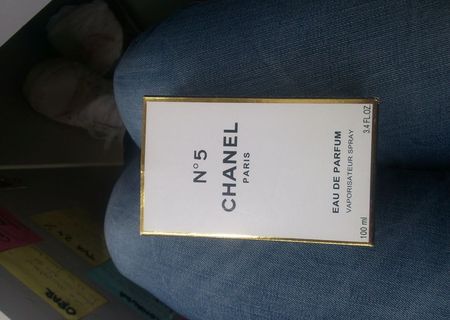 N°5
CHANEL
PARIS
EAU DE PARFUM
VAPORISATEUR SPRAY
100 ml
3.4 FL.OZ